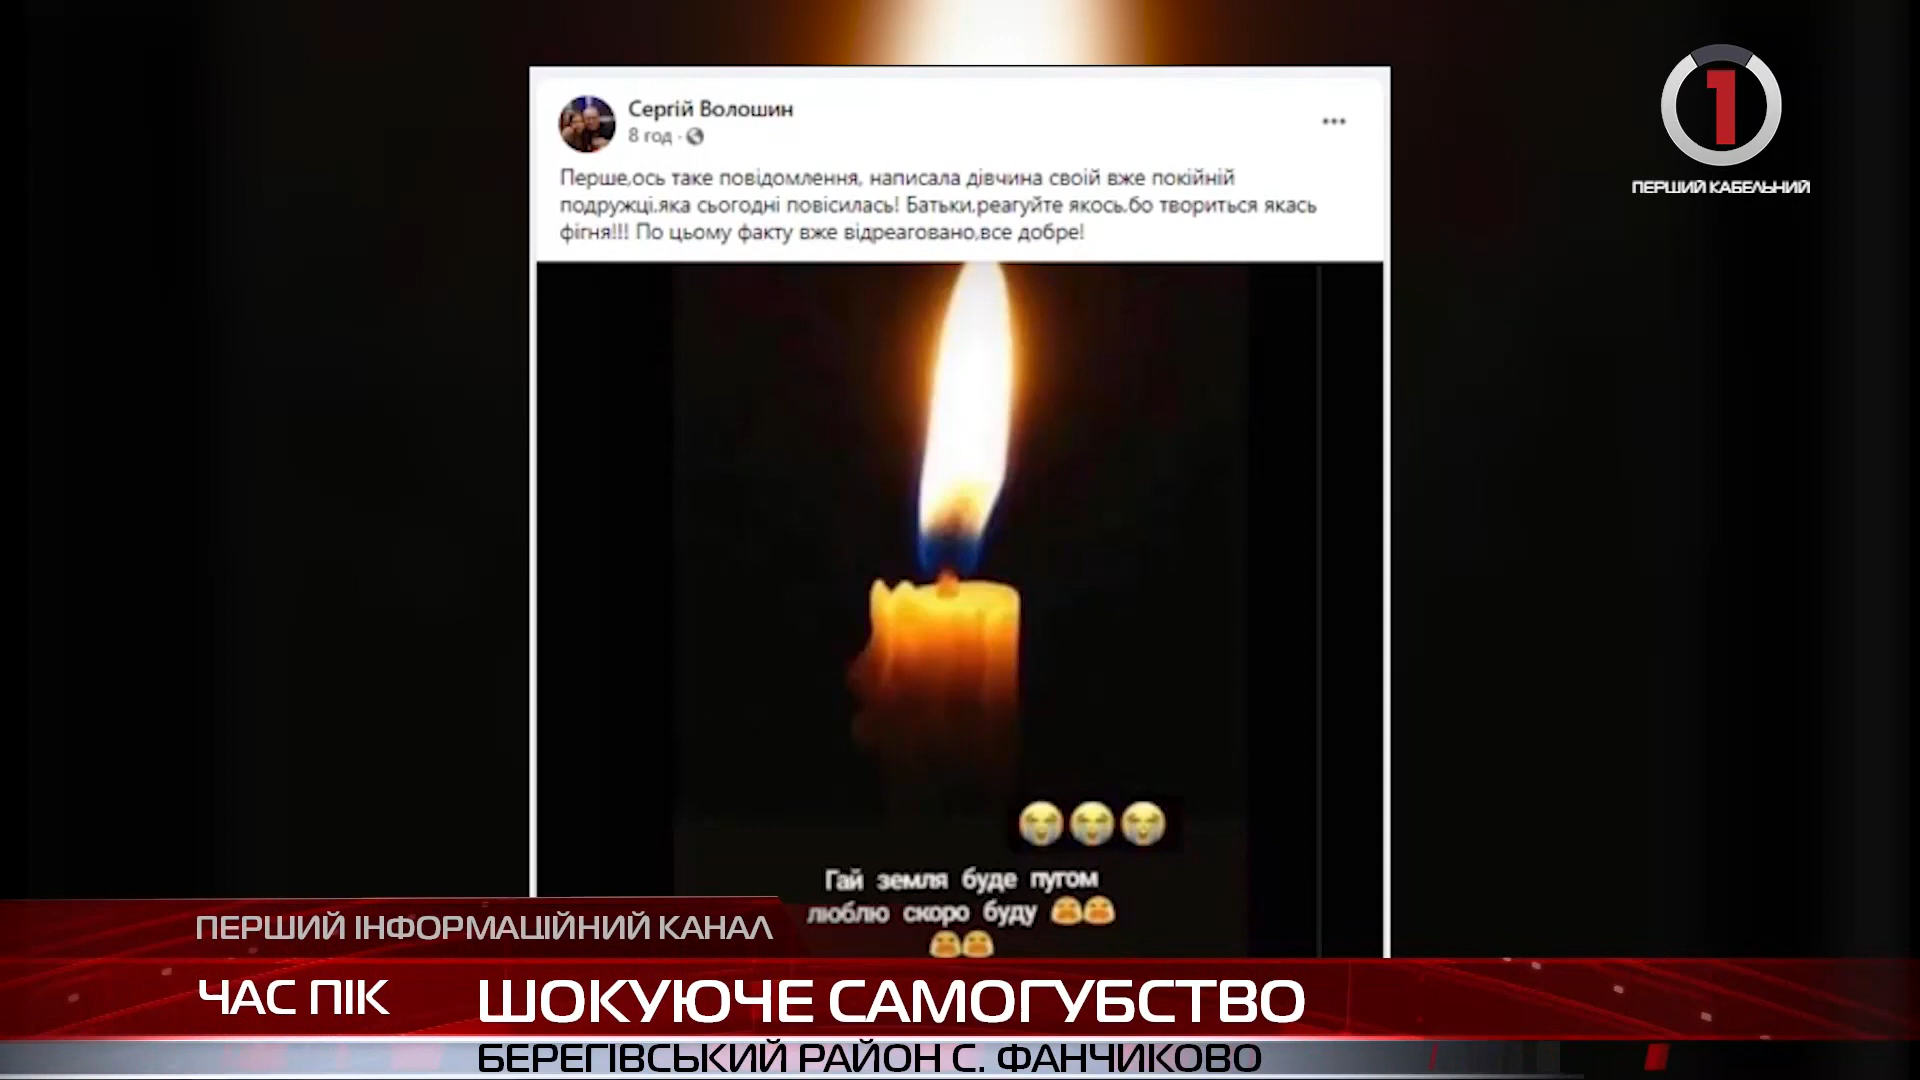 Сергій Волошин
8 год ·
Перше,ось таке повідомлення, написала дівчина своій вже покійній
подружці.яка сьогодні повісилась! Батьки,реагуйте якось.бо твориться якась
фігня!!! По цьому факту вже відреаговано,все добре!
1
ПЕРШИЙ КАБЕЛЬНИЙ
Гай земля буде пугом
люблю скоро буду
ПЕРШИЙ ІНФОРМАЦІЙНИЙ КАНАЛ
ЧАС ПІК
ШОКУЮЧЕ САМОГУБСТВО
БЕРЕГІВСЬКИЙ РАЙОН С. ФАНЧИКОВО